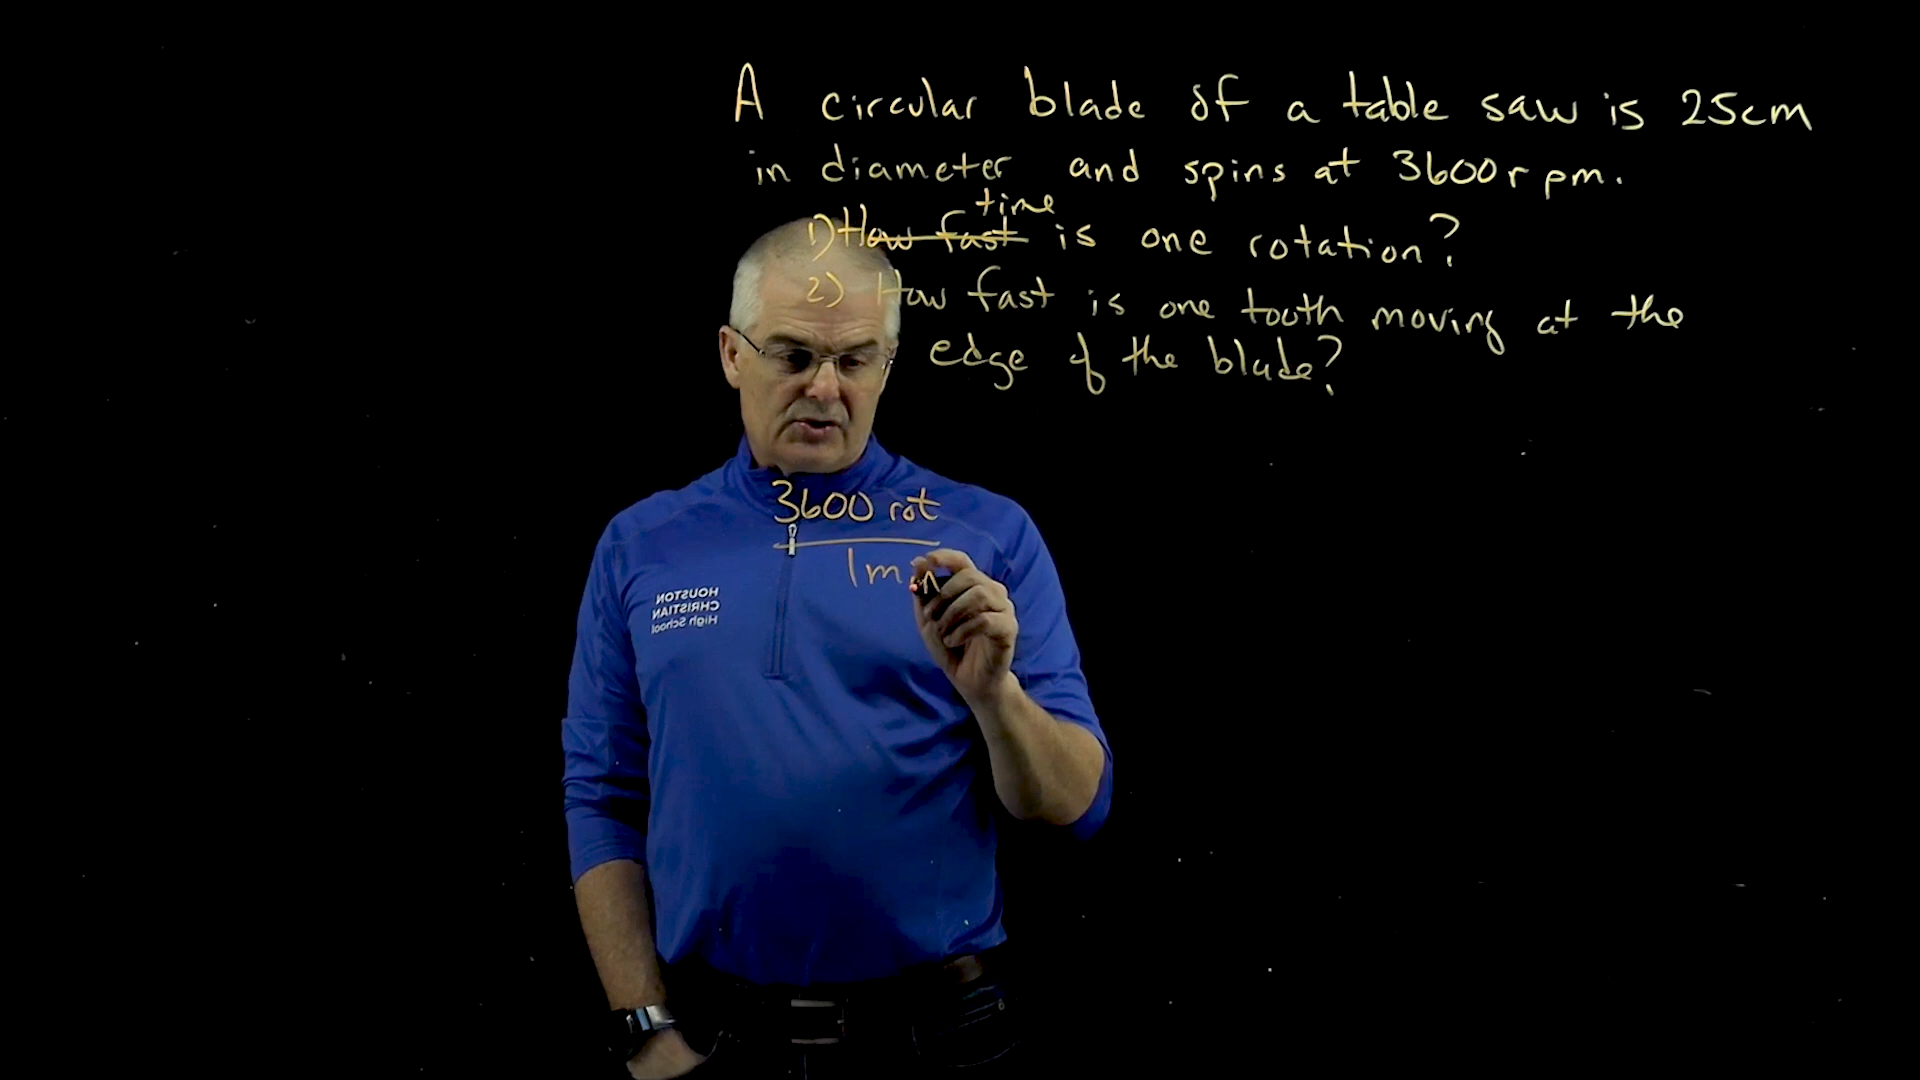 A circular blade of a table saw is 25cm
in diameter and spins at 3600rpm.
time
1) How fast is one rotation?
2) How fast is one tooth moving at the
edge of the blade?
3600 rot
1 min
HOUSTON
CHRISTIAN
High School